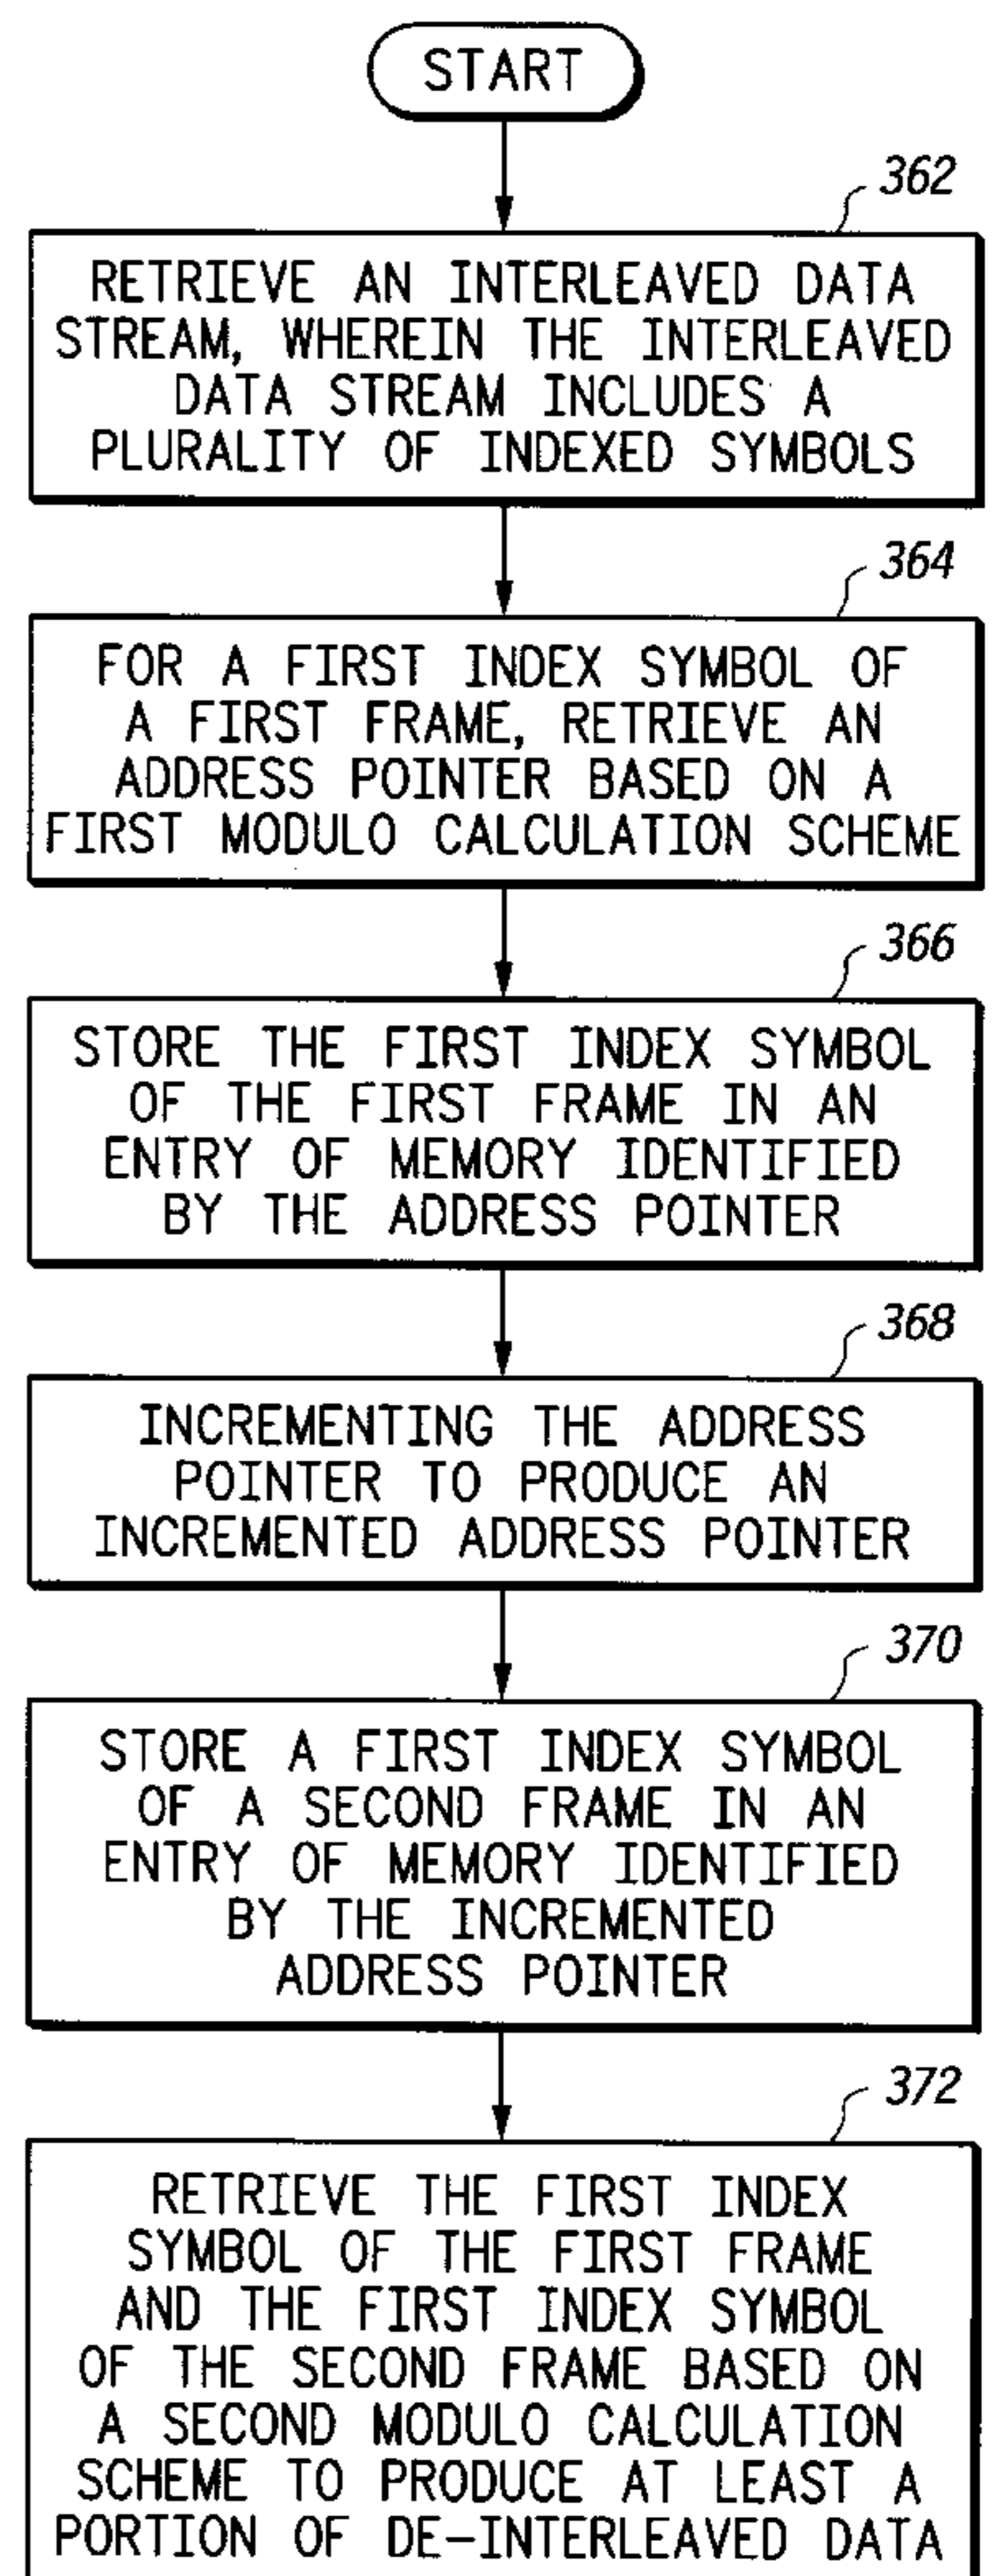 START
362
RETRIEVE AN INTERLEAVED DATA
STREAM, WHEREIN THE INTERLEAVED
DATA STREAM INCLUDES A
PLURALITY OF INDEXED SYMBOLS
364
FOR A FIRST INDEX SYMBOL OF
A FIRST FRAME, RETRIEVE AN
ADDRESS POINTER BASED ON A
FIRST MODULO CALCULATION SCHEME
366
STORE THE FIRST INDEX SYMBOL
OF THE FIRST FRAME IN AN
ENTRY OF MEMORY IDENTIFIED
BY THE ADDRESS POINTER
368
INCREMENTING THE ADDRESS
POINTER TO PRODUCE AN
INCREMENTED ADDRESS POINTER
370
STORE A FIRST INDEX SYMBOL
OF A SECOND FRAME IN AN
ENTRY OF MEMORY IDENTIFIED
BY THE INCREMENTED
ADDRESS POINTER
372
RETRIEVE THE FIRST INDEX
SYMBOL OF THE FIRST FRAME
AND THE FIRST INDEX SYMBOL
OF THE SECOND FRAME BASED ON
A SECOND MODULO CALCULATION
SCHEME TO PRODUCE AT LEAST A
PORTION OF DE-INTERLEAVED DATA